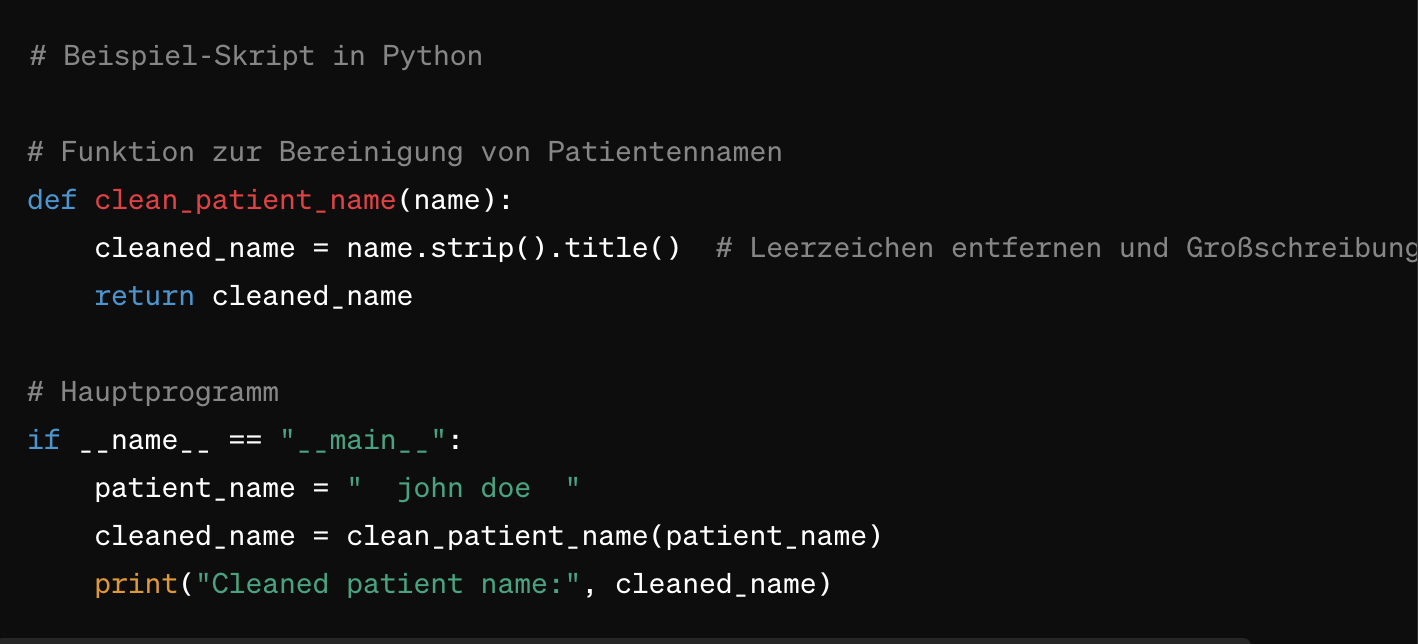 # Beispiel-Skript in Python
# Funktion zur Bereinigung von Patientennamen
def clean_patient_name(name):
    cleaned_name = name.strip().title()  # Leerzeichen entfernen und Großschreibung
    return cleaned_name
# Hauptprogramm
if __name__ == "__main__":
    patient_name = "  john doe  "
    cleaned_name = clean_patient_name(patient_name)
    print("Cleaned patient name:", cleaned_name)